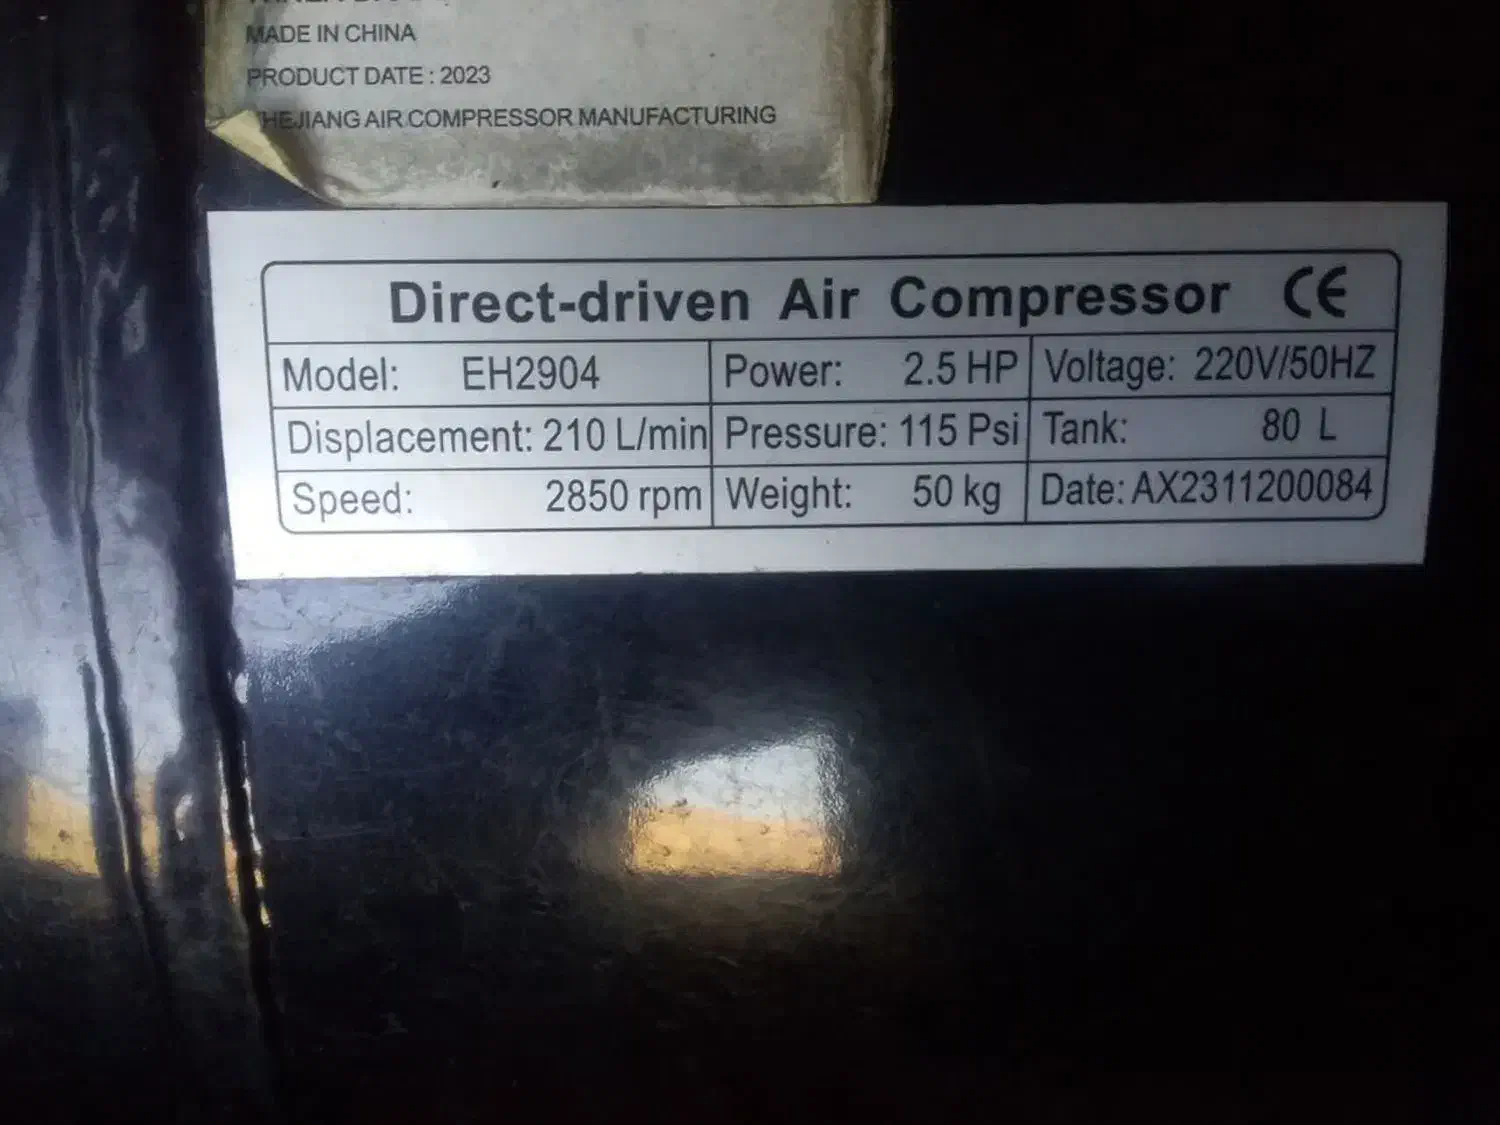 MADE IN CHINA
PRODUCT DATE : 2023
HEJIANG AIR COMPRESSOR MANUFACTURING
Direct-driven Air Compressor CE
Model: EH2904 Power: 2.5 HP Voltage: 220V/50HZ
Displacement: 210 L/min Pressure: 115 Psi Tank: 80 L
Speed: 2850 rpm Weight: 50 kg Date: AX2311200084